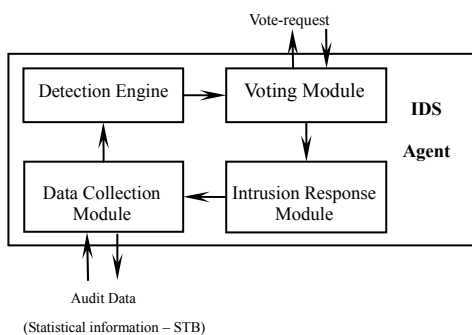 Vote-request
Detection Engine
Voting Module
IDS
Agent
Data Collection
Module
Intrusion Response
Module
Audit Data
(Statistical information – STB)